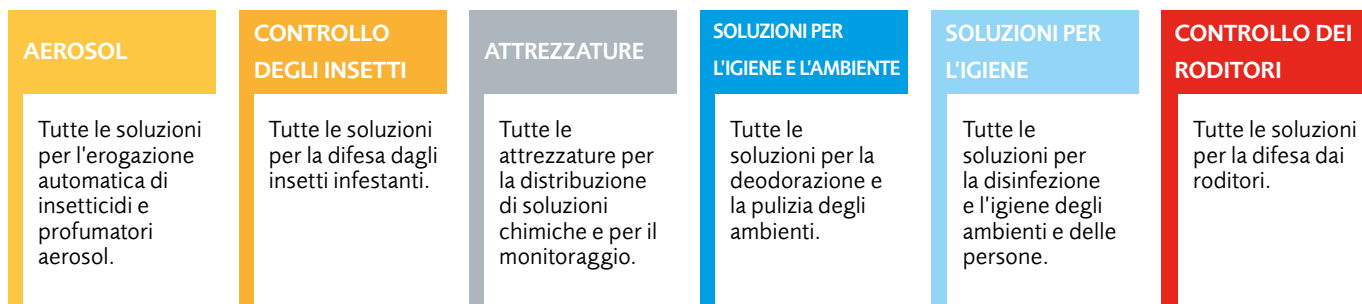 AEROSOL
Tutte le soluzioni
per l'erogazione
automatica di
insetticidi e
profumatori
aerosol.
CONTROLLO
DEGLI INSETTI
Tutte le soluzioni
per la difesa dagli
insetti infestanti.
ATTREZZATURE
Tutte le
attrezzature per
la distribuzione
di soluzioni
chimiche e per il
monitoraggio.
SOLUZIONI PER
L'IGIENE E L'AMBIENTE
Tutte le
soluzioni per la
deodorazione e
la pulizia degli
ambienti.
SOLUZIONI PER
L'IGIENE
Tutte le
soluzioni per
la disinfezione
e l'igiene degli
ambienti e delle
persone.
CONTROLLO DEI
RODITORI
Tutte le soluzioni
per la difesa dai
roditori.